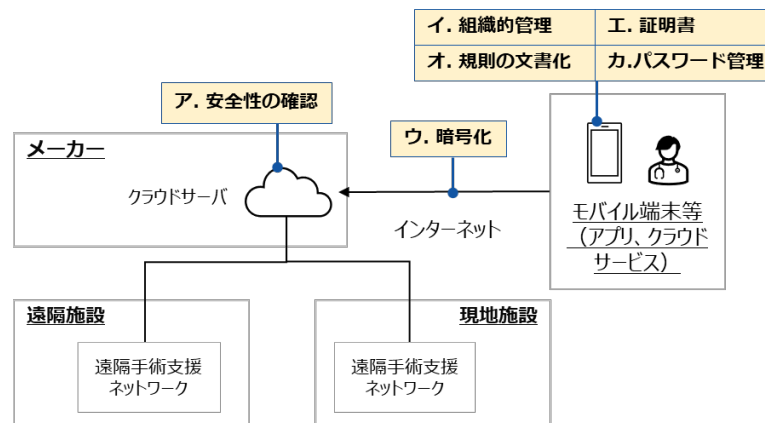 イ. 組織的管理
エ. 証明書
オ. 規則の文書化
カ.パスワード管理
ア. 安全性の確認
ウ. 暗号化
メーカー
クラウドサーバ
インターネット
モバイル端末等
（アプリ、クラウド
サービス）
遠隔施設
現地施設
遠隔手術支援
ネットワーク
遠隔手術支援
ネットワーク